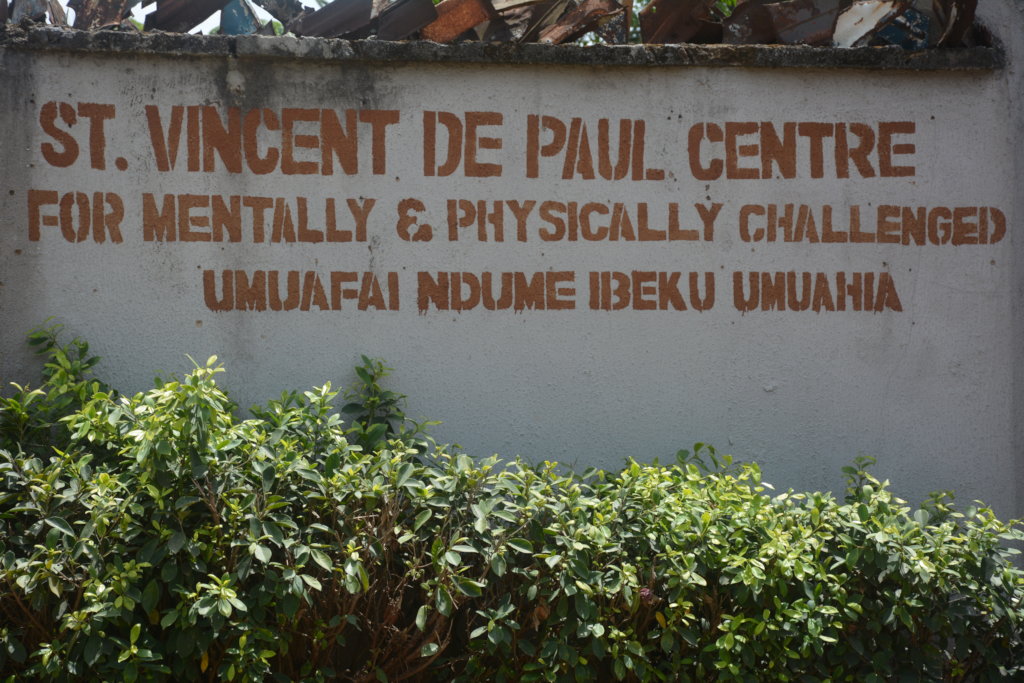 ST. VINCENT DE PAUL CENTRE
FOR MENTALLY & PHYSICALLY CHALLENGED
UMUAFAI NDUME IBEKU UMUAHIA